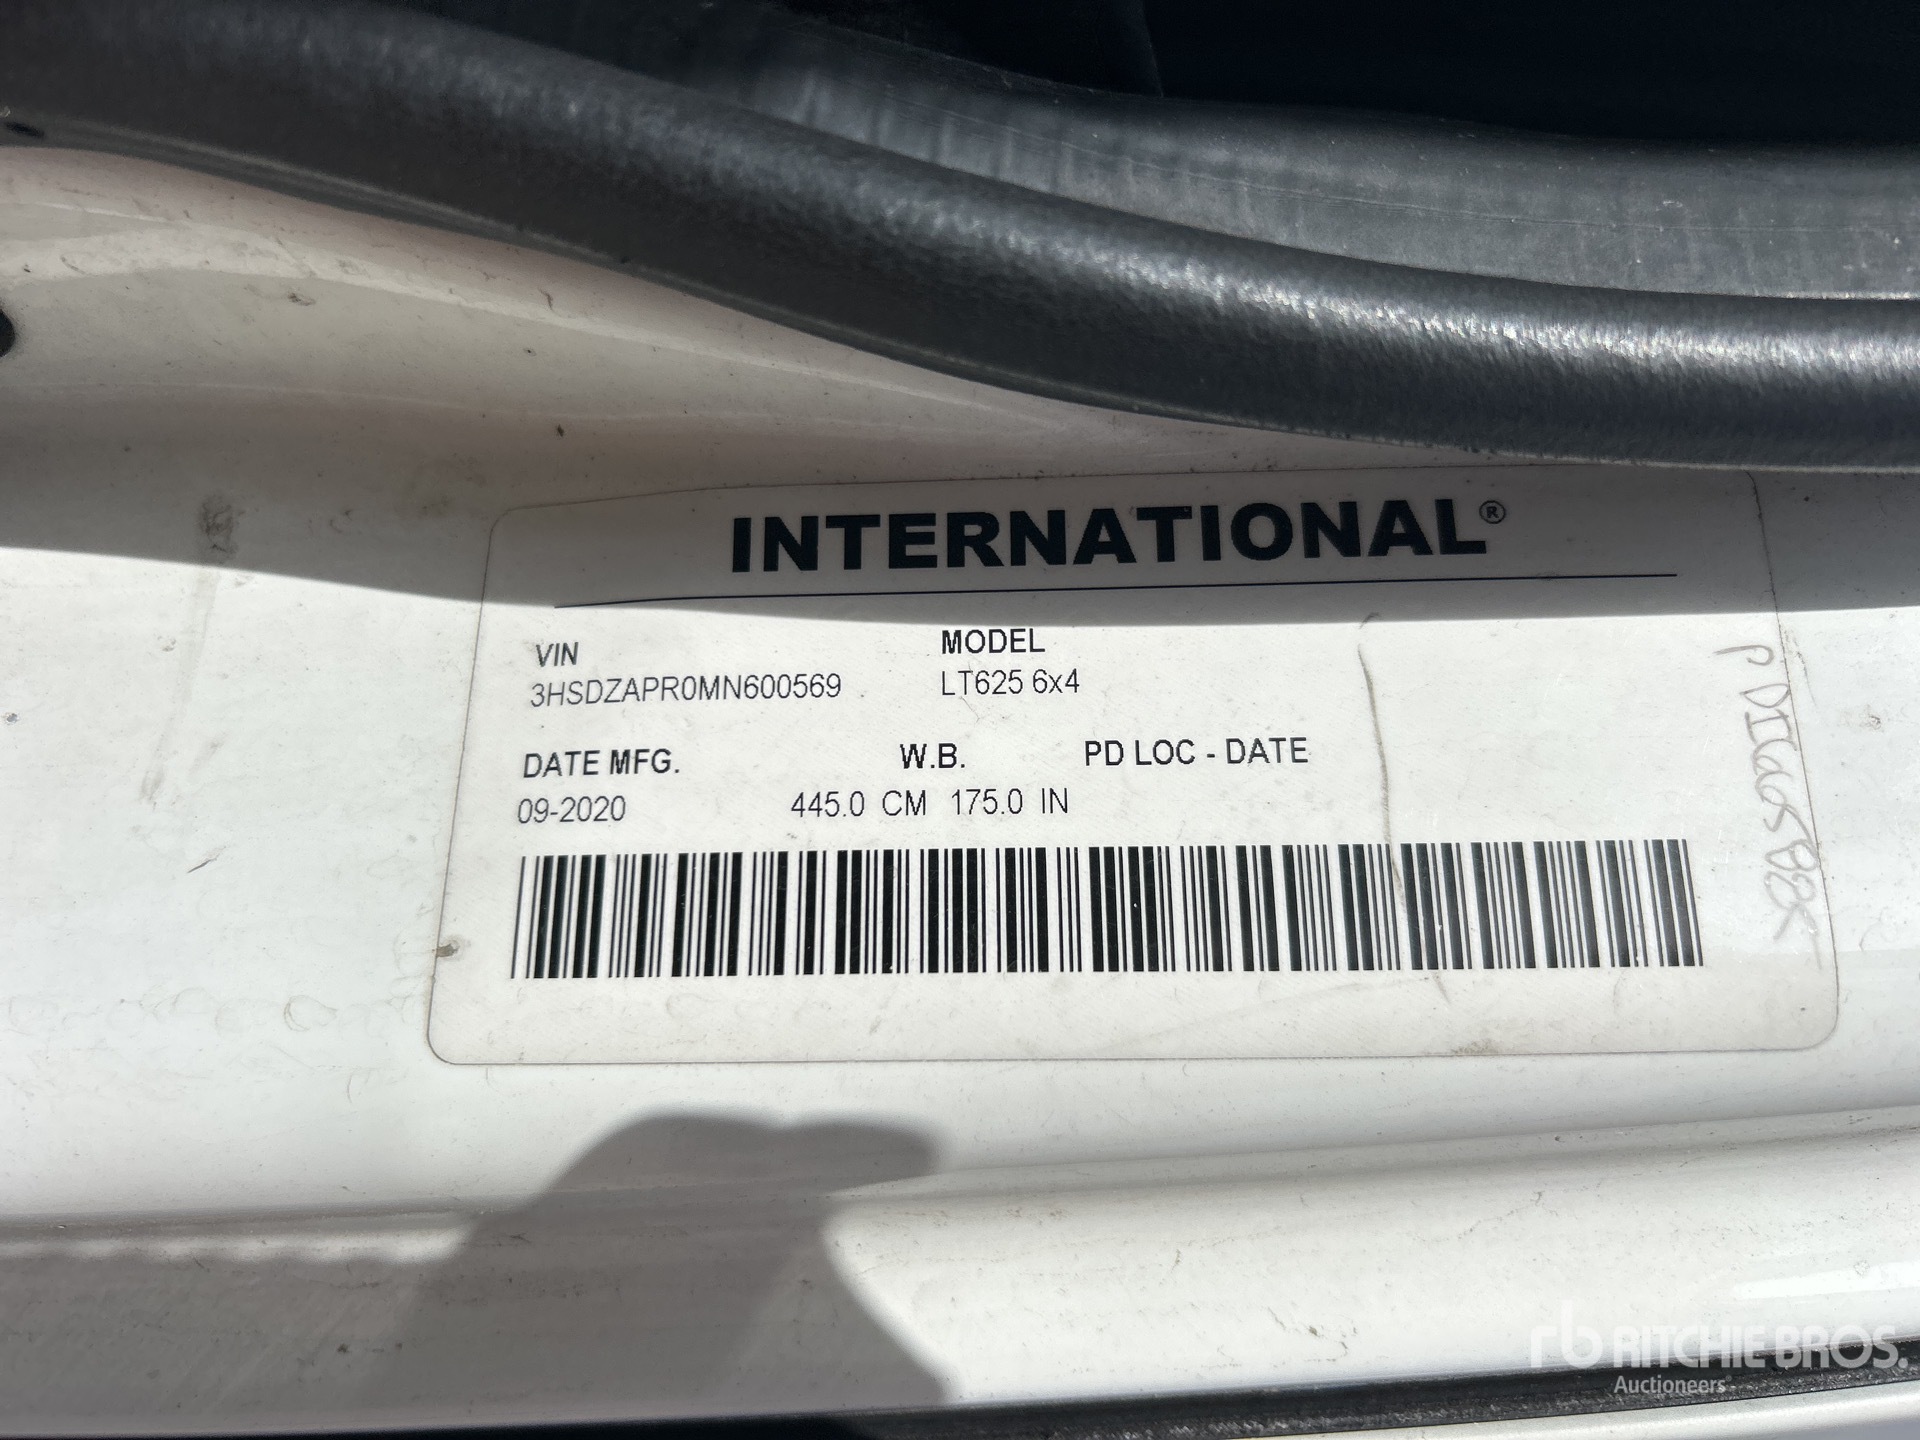 INTERNATIONAL®
VIN MODEL
3HSDZAPR0MN600569 LT625 6x4
DATE MFG. W.B. PD LOC - DATE
09-2020 445.0 CM 175.0 IN
rb RITCHIE BROS.
Auctioneers